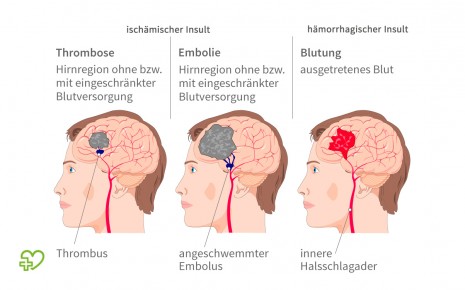 ischämischer Insult
hämorrhagischer Insult
Thrombose
Hirnregion ohne bzw.
mit eingeschränkter
Blutversorgung
Embolie
Hirnregion ohne bzw.
mit eingeschränkter
Blutversorgung
Blutung
ausgetretenes Blut
Thrombus
angeschwemmter
Embolus
innere
Halsschlagader